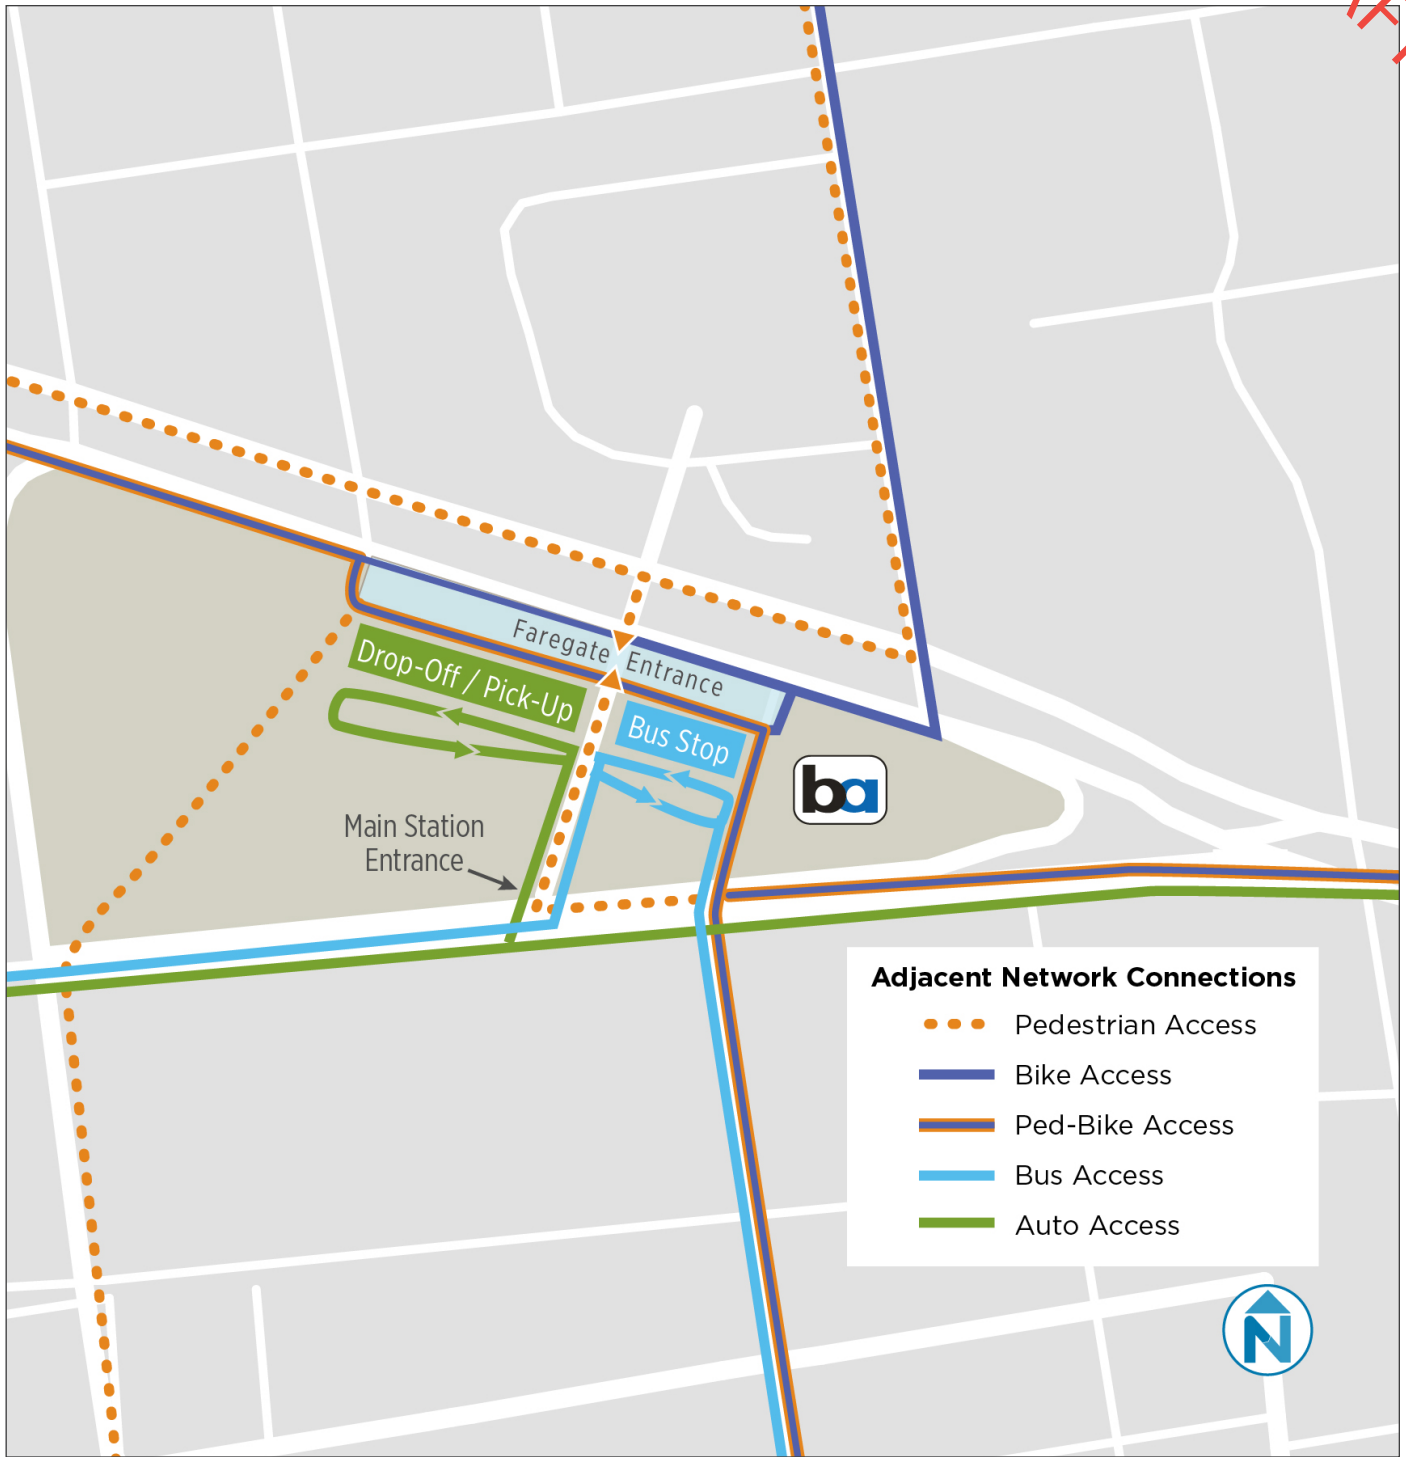 Faregate Entrance
Drop-Off / Pick-Up
Bus Stop
ba
Main Station
Entrance
Adjacent Network Connections
Pedestrian Access
Bike Access
Ped-Bike Access
Bus Access
Auto Access
N